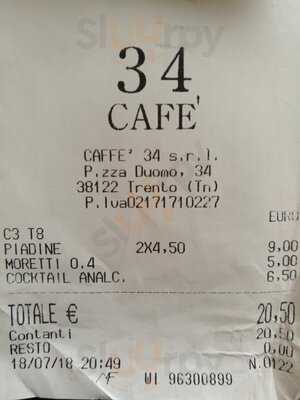 34
CAFE'
CAFFE' 34 s.r.l.
P.zza Duomo, 34
38122 Trento (Tn)
P.Iva02171710227
EURO
C3 T8
PIADINE 2X4,50 9,00
MORETTI 0.4 5,00
COCKTAIL ANALC. 6,50
TOTALE € 20,50
Contanti 20,50
RESTO 0,00
18/07/18 20:49 N.0122
MI 96300899